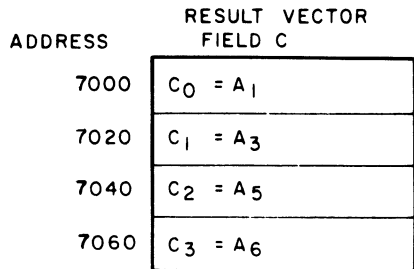 RESULT VECTOR
ADDRESS FIELD C
7000 C0 = A1
7020 C1 = A3
7040 C2 = A5
7060 C3 = A6